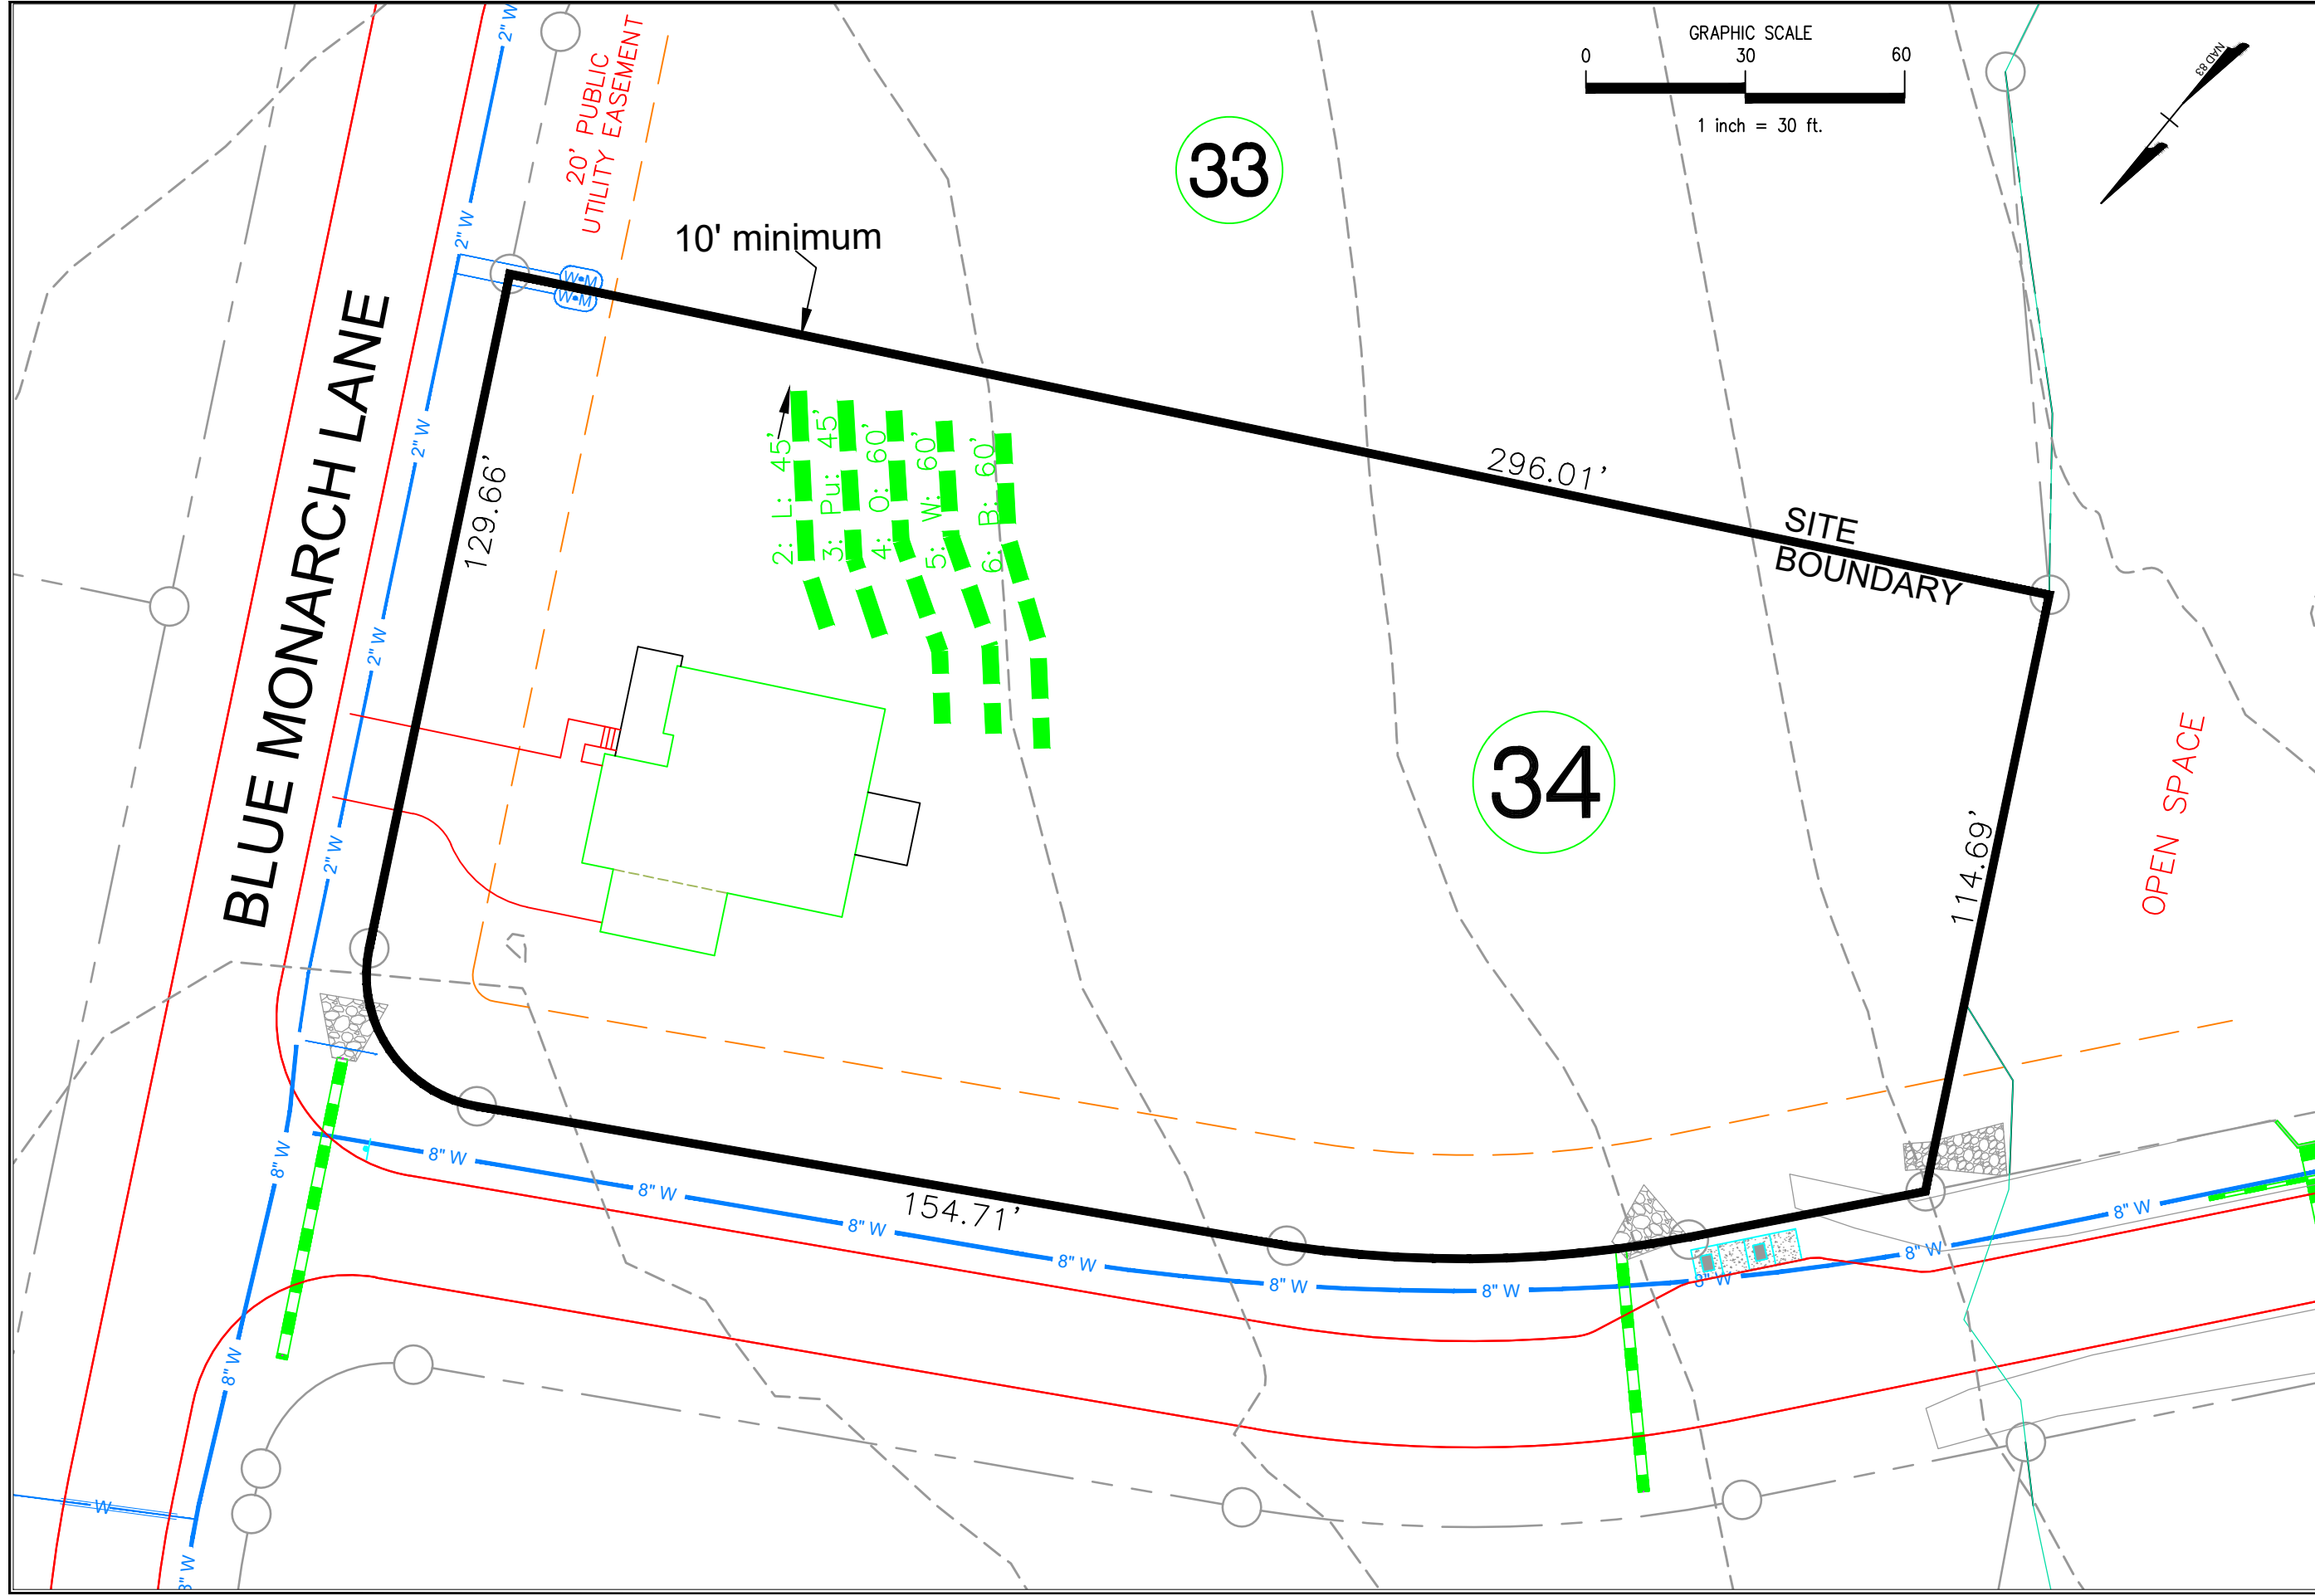 GRAPHIC SCALE
0 30 60
1 inch = 30 ft.
NAD 83
20' PUBLIC
UTILITY EASEMENT
33
10' minimum
2" W
2" W
2" W
2" W
2" W
W M
W M
BLUE MONARCH LANE
129.66'
2: L: 45'
3: Pu: 45'
4: O: 60'
5: W: 60'
6: B: 60'
296.01'
SITE
BOUNDARY
34
114.69'
OPEN SPACE
154.71'
8" W
8" W
8" W
8" W
8" W
8" W
8" W
8" W
8" W
8" W
8" W
8" W
W